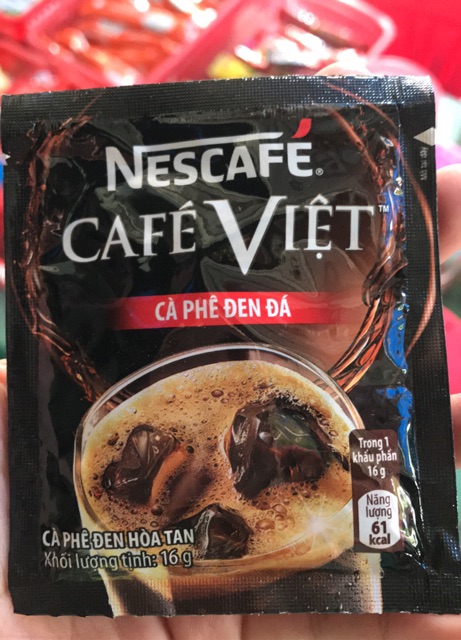 NESCAFÉ®
CAFÉ VIỆT™
CÀ PHÊ ĐEN ĐÁ
Trong 1
khẩu phần
16 g
Năng
lượng
61
kcal
CÀ PHÊ ĐEN HÒA TAN
Khối lượng tịnh: 16 g